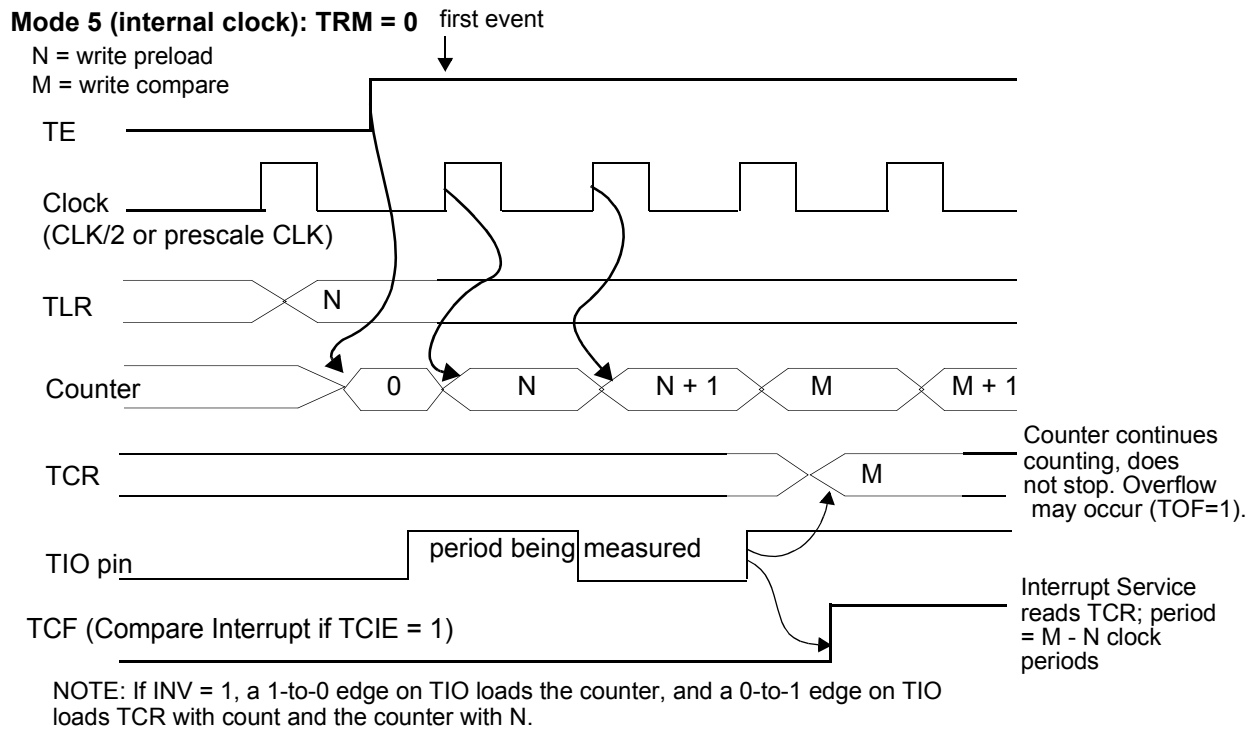 Mode 5 (internal clock): TRM = 0
first event
N = write preload
M = write compare
TE
Clock
(CLK/2 or prescale CLK)
TLR
N
Counter
0
N
N + 1
M
M + 1
TCR
M
Counter continues
counting, does
not stop. Overflow
may occur (TOF=1).
TIO pin
period being measured
TCF (Compare Interrupt if TCIE = 1)
Interrupt Service
reads TCR; period
= M - N clock
periods
NOTE: If INV = 1, a 1-to-0 edge on TIO loads the counter, and a 0-to-1 edge on TIO
loads TCR with count and the counter with N.